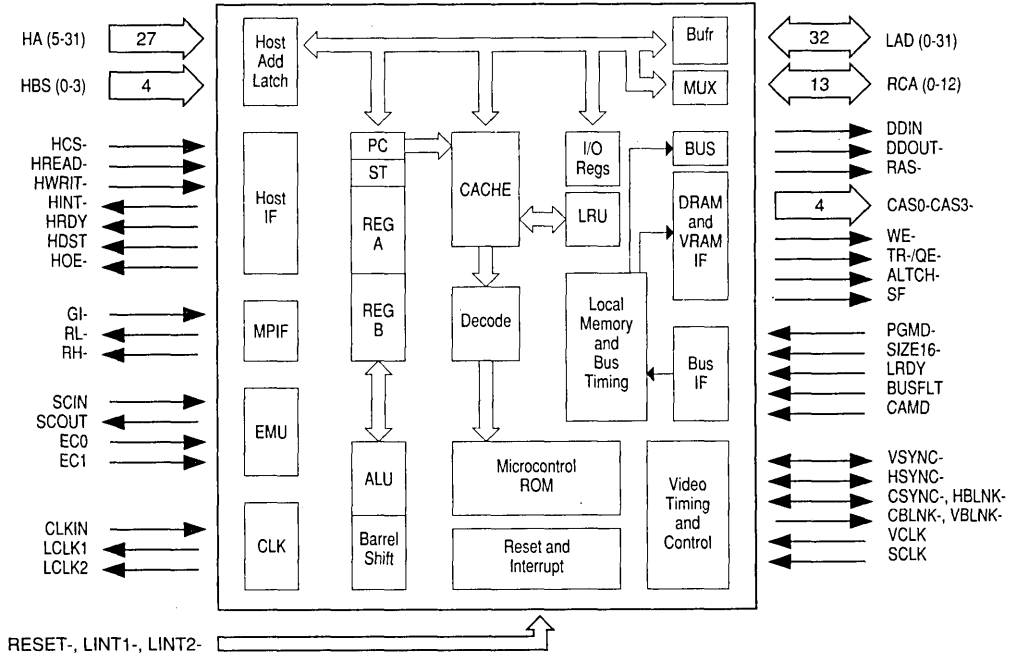 HA (5-31)
27
HBS (0-3)
4
HCS-
HREAD-
HWRIT-
HINT-
HRDY
HDST
HOE-
GI-
RL-
RH-
SCIN
SCOUT
EC0
EC1
CLKIN
LCLK1
LCLK2
RESET-, LINT1-, LINT2-
Host
Add
Latch
Host
IF
MPIF
EMU
CLK
PC
ST
REG
A
REG
B
ALU
Barrel
Shift
CACHE
Decode
Microcontrol
ROM
Reset and
Interrupt
I/O
Regs
LRU
Local
Memory
and
Bus
Timing
Bufr
MUX
BUS
DRAM
and
VRAM
IF
Bus
IF
Video
Timing
and
Control
32
LAD (0-31)
13
RCA (0-12)
DDIN
DDOUT-
RAS-
4
CAS0-CAS3-
WE-
TR-/QE-
ALTCH-
SF
PGMD-
SIZE16-
LRDY
BUSFLT
CAMD
VSYNC-
HSYNC-
CSYNC-, HBLNK-
CBLNK-, VBLNK-
VCLK
SCLK